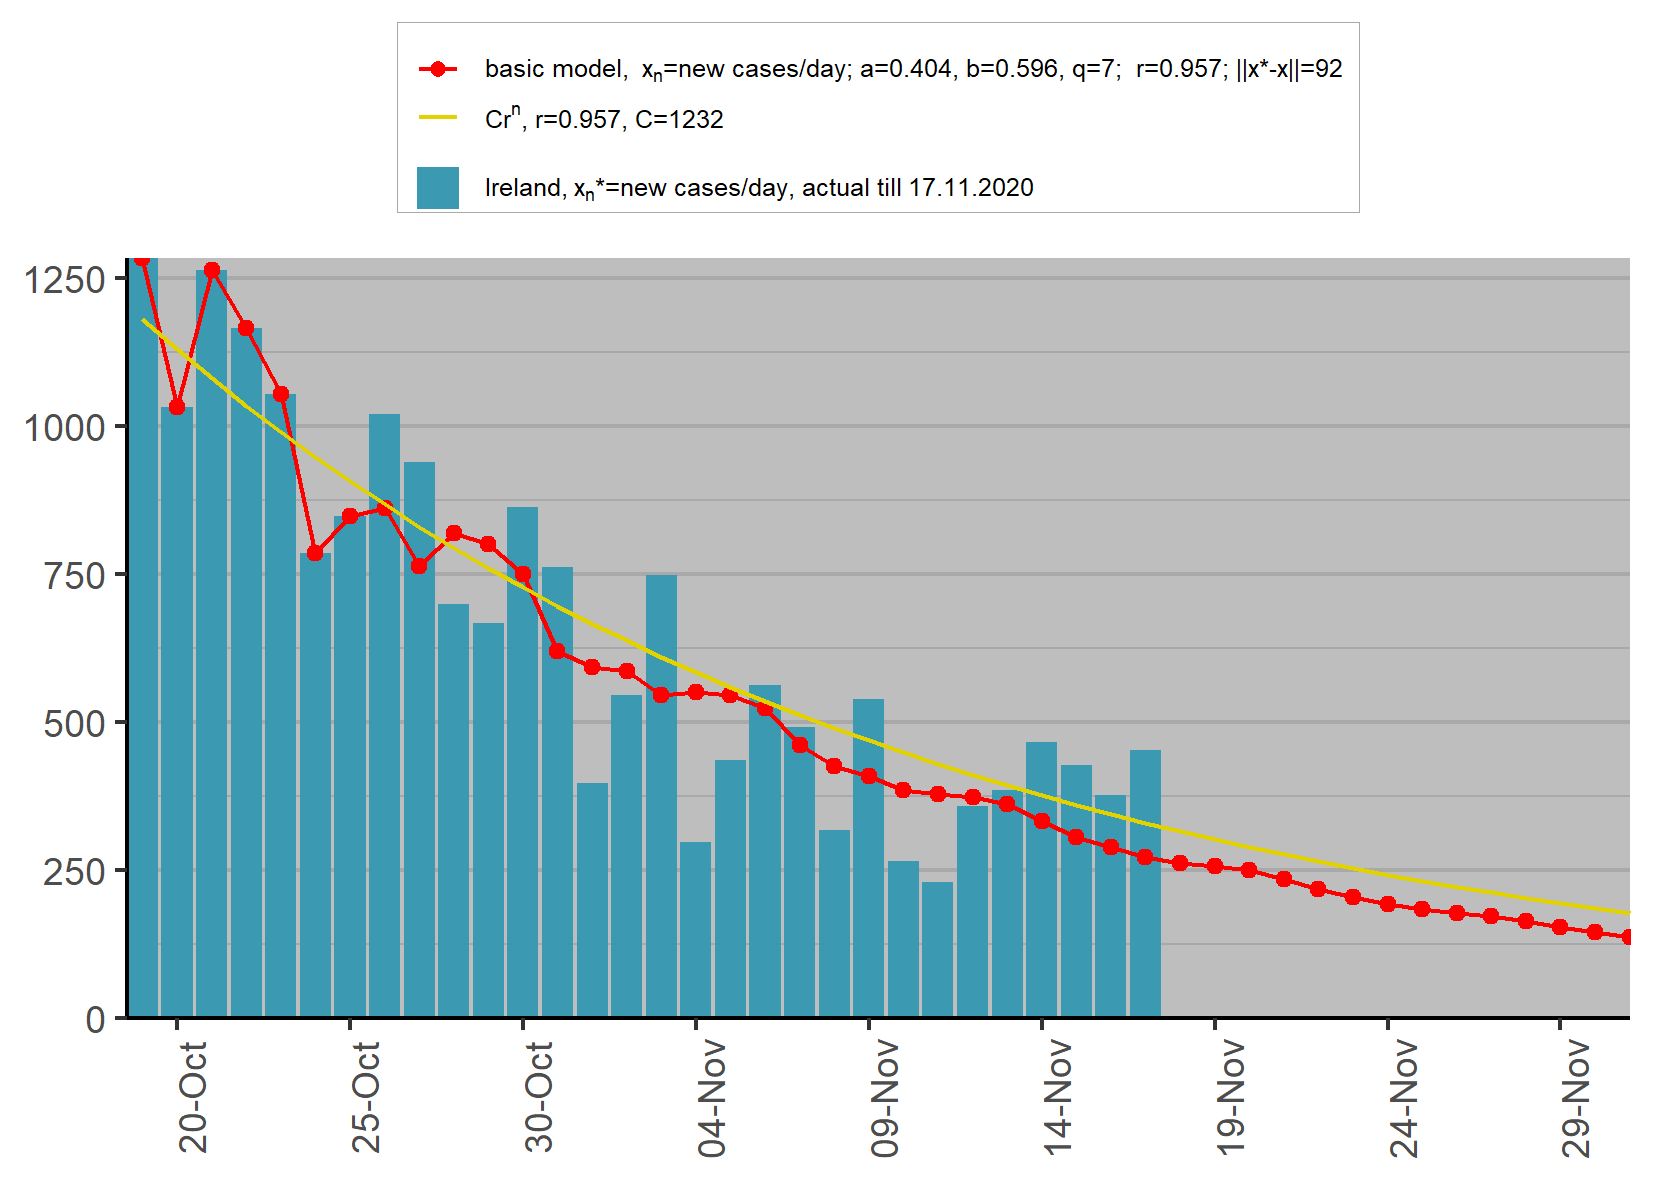 basic model,  xn=new cases/day; a=0.404, b=0.596, q=7;  r=0.957; ||x*-x||=92
Crn, r=0.957, C=1232
Ireland, xn*=new cases/day, actual till 17.11.2020
1250
1000
750
500
250
0
20-Oct
25-Oct
30-Oct
04-Nov
09-Nov
14-Nov
19-Nov
24-Nov
29-Nov